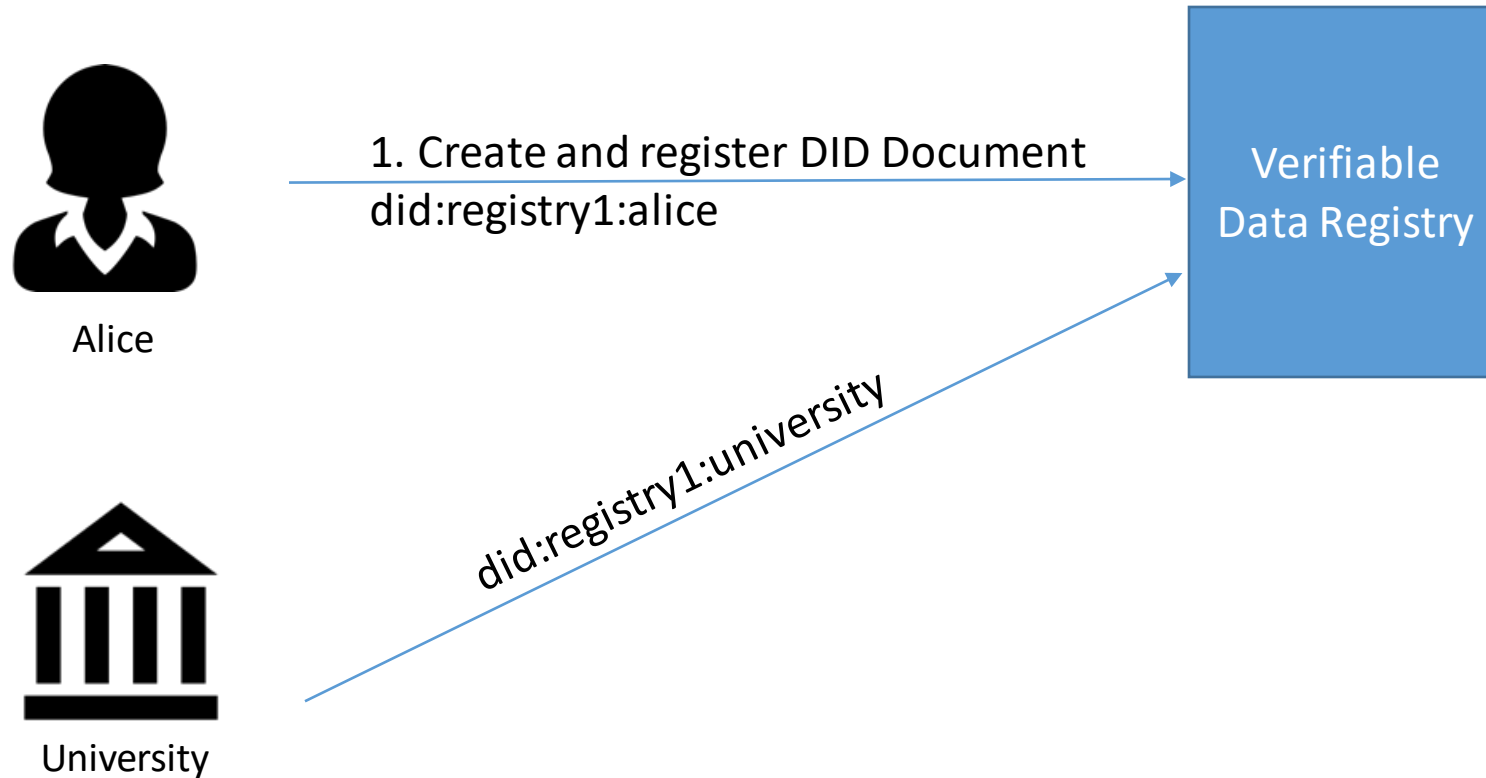 1. Create and register DID Document
did:registry1:alice
Verifiable
Data Registry
Alice
did:registry1:university
University